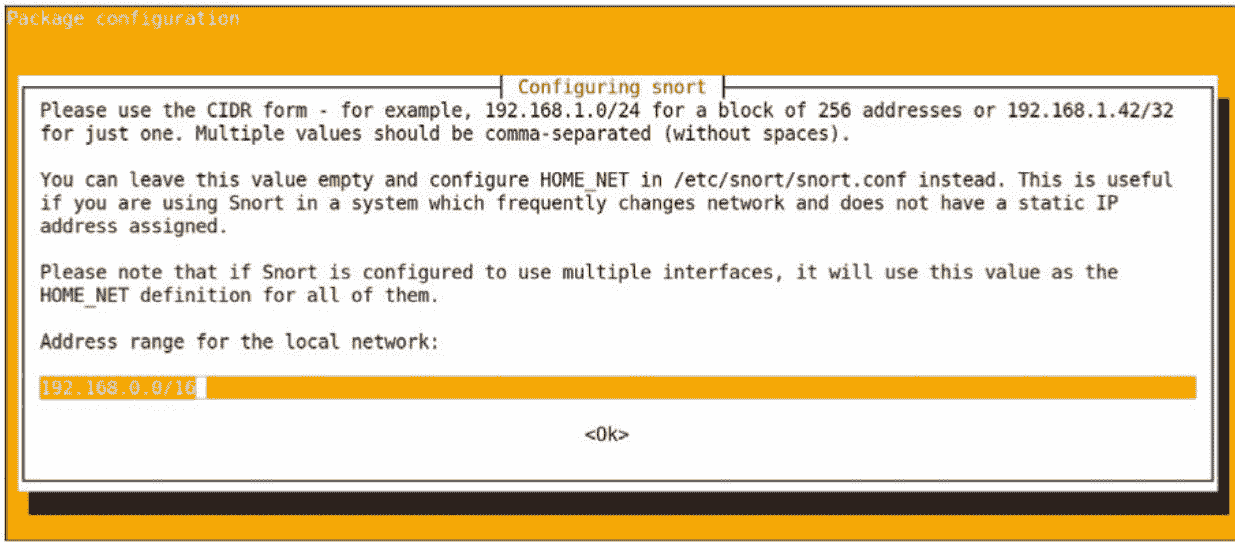 Package configuration
Configuring snort
Please use the CIDR form - for example, 192.168.1.0/24 for a block of 256 addresses or 192.168.1.42/32
for just one. Multiple values should be comma-separated (without spaces).
You can leave this value empty and configure HOME_NET in /etc/snort/snort.conf instead. This is useful
if you are using Snort in a system which frequently changes network and does not have a static IP
address assigned.
Please note that if Snort is configured to use multiple interfaces, it will use this value as the
HOME_NET definition for all of them.
Address range for the local network:
192.168.0.0/16
<Ok>